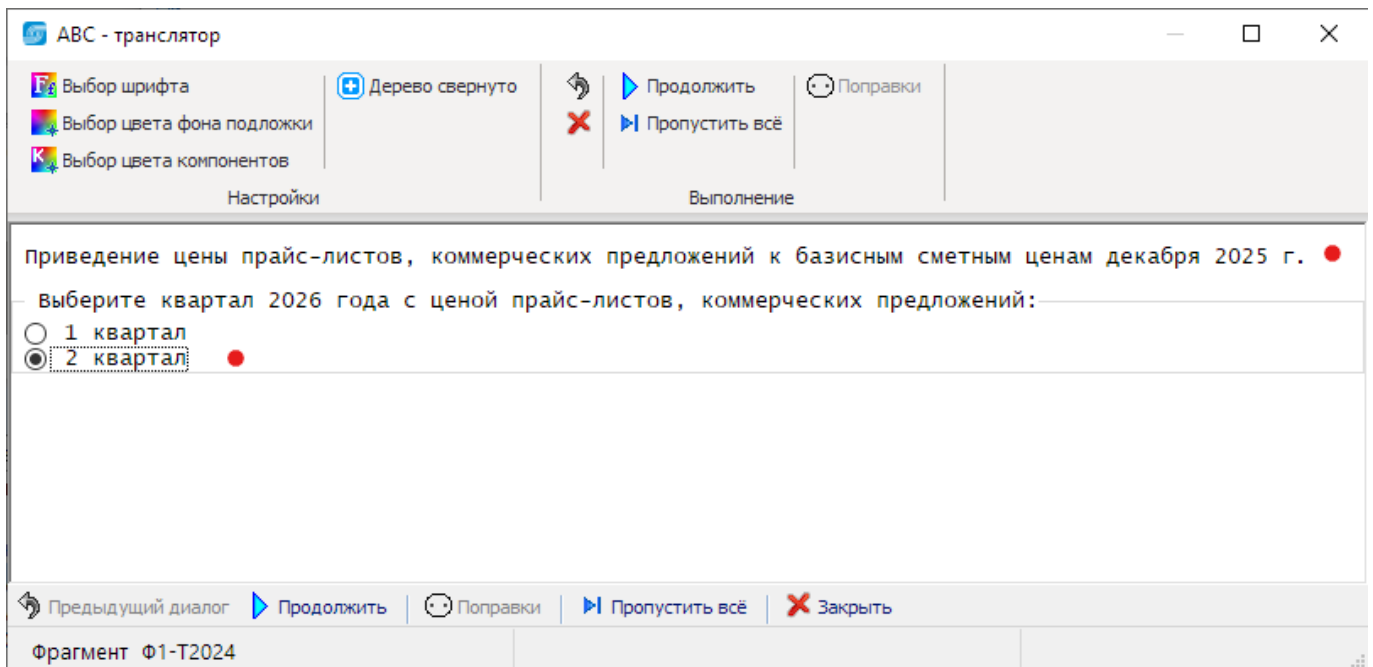 АВС - транслятор
Выбор шрифта
Дерево свернуто
Продолжить
Поправки
Выбор цвета фона подложки
Пропустить всё
Выбор цвета компонентов
Настройки
Выполнение
Приведение цены прайс-листов, коммерческих предложений к базисным сметным ценам декабря 2025 г.
Выберите квартал 2026 года с ценой прайс-листов, коммерческих предложений:
1 квартал
2 квартал
Предыдущий диалог Продолжить Поправки Пропустить всё Закрыть
Фрагмент Ф1-Т2024